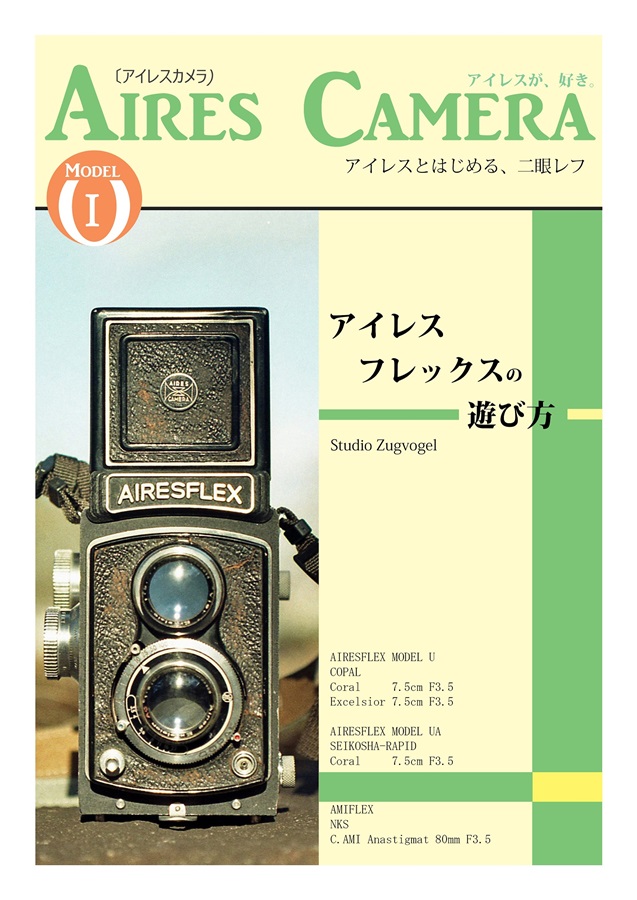 〔アイレスカメラ〕
アイレスが、好き。
AIRES CAMERA
アイレスとはじめる、二眼レフ
MODEL
I
アイレス
フレックスの
遊び方
Studio Zugvogel
AIRES
CAMERA
AIRESFLEX
AIRESFLEX MODEL U
COPAL
Coral 7.5cm F3.5
Excelsior 7.5cm F3.5
AIRESFLEX MODEL UA
SEIKOSHA-RAPID
Coral 7.5cm F3.5
AMIFLEX
NKS
C.AMI Anastigmat 80mm F3.5